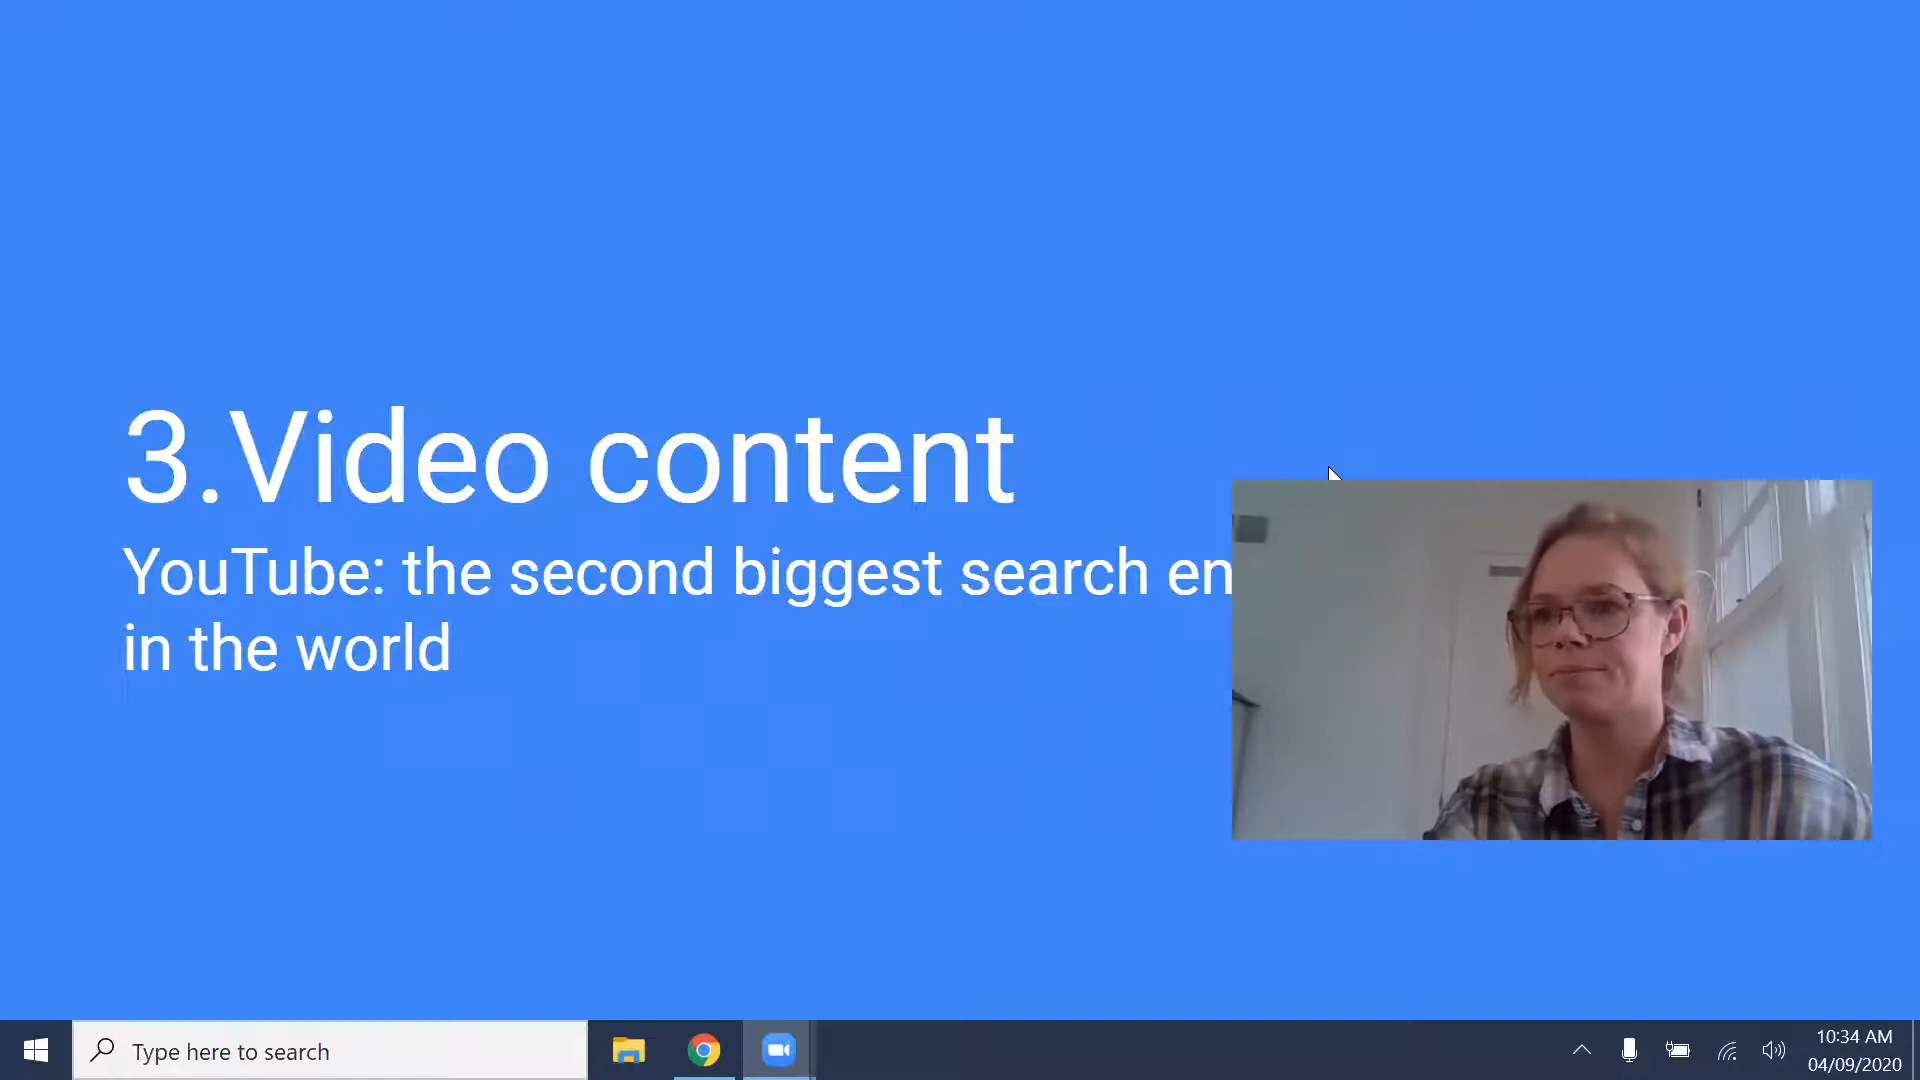 3.Video content
YouTube: the second biggest search en
in the world
Type here to search
10:34 AM
04/09/2020